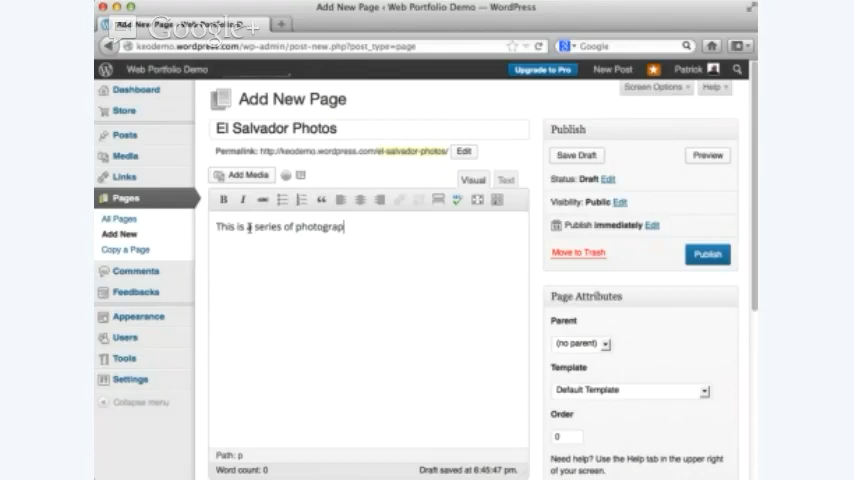 Add New Page ‹ Web Portfolio Demo — WordPress
Google+
Add New Page ‹ Web Portfolio D...
keodemo.wordpress.com/wp-admin/post-new.php?post_type=page
Google
Web Portfolio Demo
Upgrade to Pro
New Post
Patrick
Dashboard
Store
Posts
Media
Links
Pages
All Pages
Add New
Copy a Page
Comments
Feedbacks
Appearance
Users
Tools
Settings
Collapse menu
Screen Options
Help
Add New Page
El Salvador Photos
Permalink: http://keodemo.wordpress.com/el-salvador-photos/ Edit
Add Media
Visual
Text
B I ABC
This is a series of photograp
Path: p
Word count: 0
Draft saved at 6:45:47 pm.
Publish
Save Draft
Preview
Status: Draft Edit
Visibility: Public Edit
Publish immediately Edit
Move to Trash
Publish
Page Attributes
Parent
(no parent)
Template
Default Template
Order
0
Need help? Use the Help tab in the upper right
of your screen.